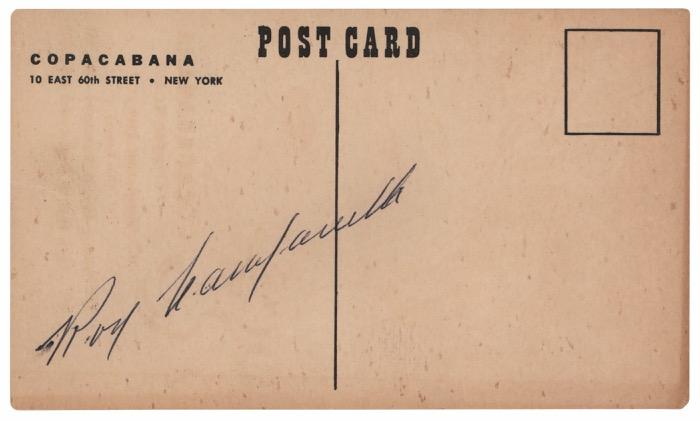 POST CARD
COPACABANA
10 EAST 60th STREET • NEW YORK
Roy Campanella